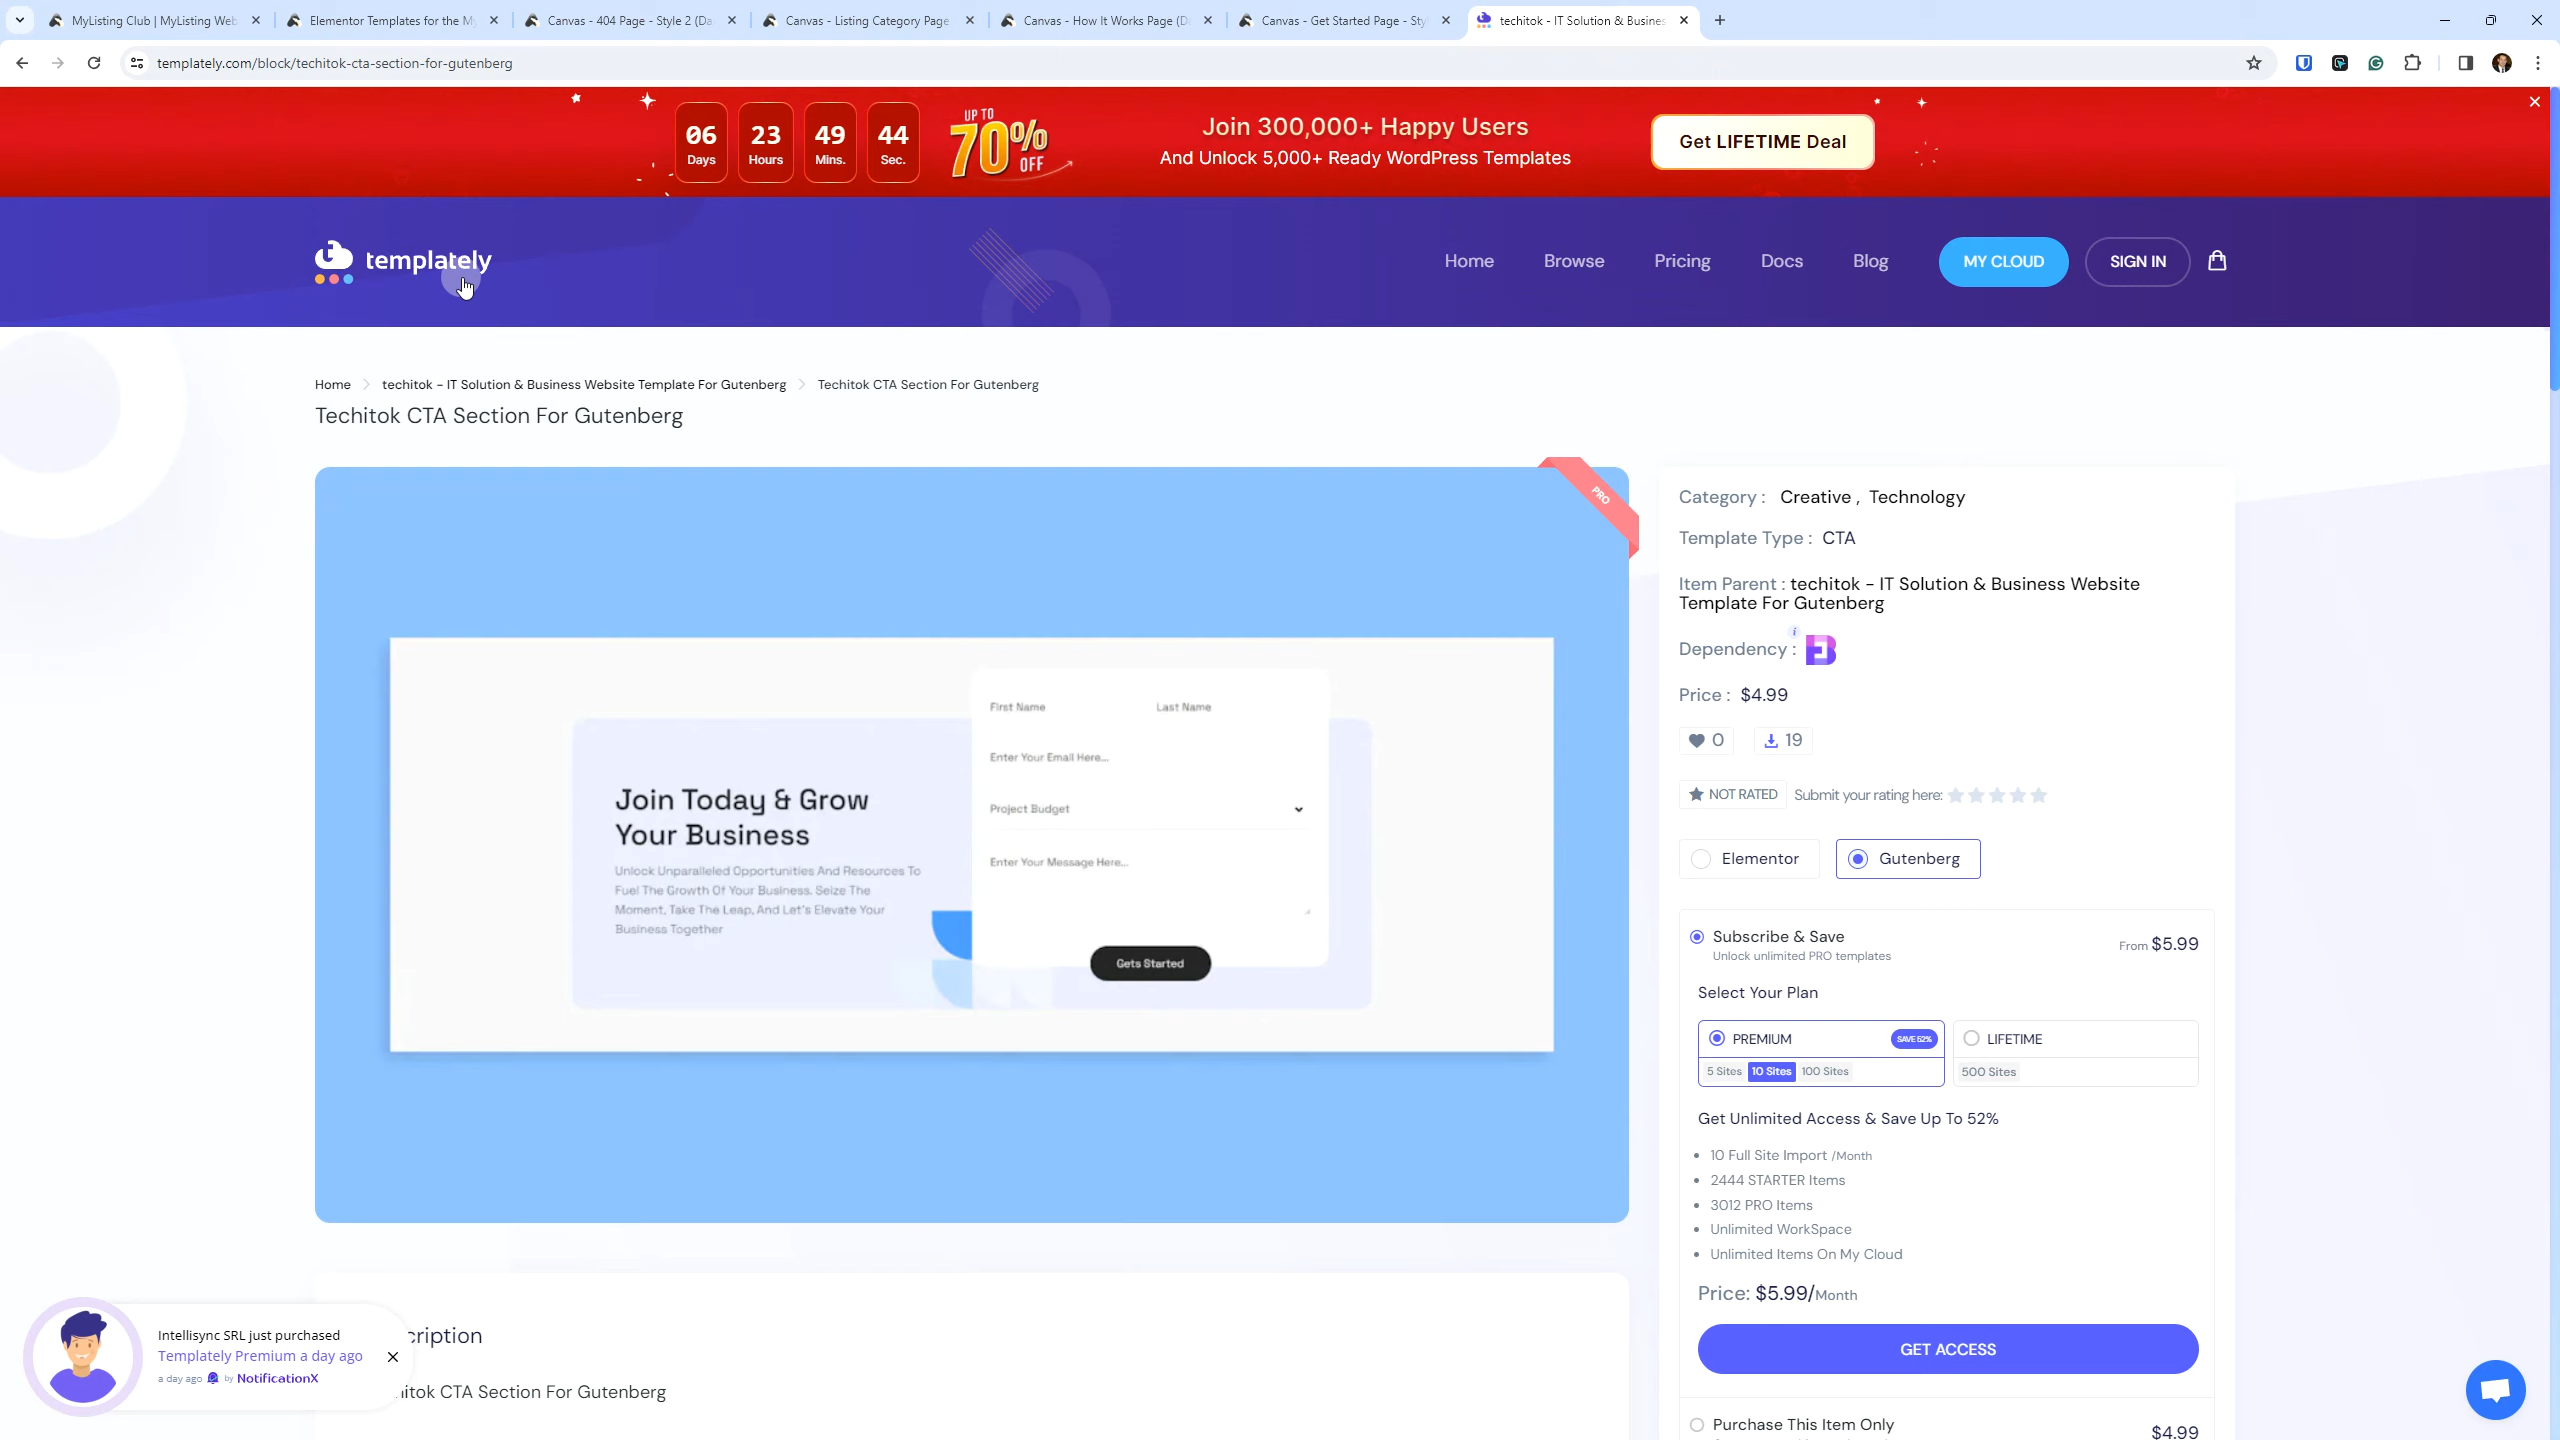 MyListing Club | MyListing Web
Elementor Templates for the My
Canvas - 404 Page - Style 2 (Da
Canvas - Listing Category Page
Canvas - How It Works Page (D
Canvas - Get Started Page - Sty
techitok - IT Solution & Busines
templately.com/block/techitok-cta-section-for-gutenberg
06 Days
23 Hours
49 Mins.
44 Sec.
UP TO
70%
OFF
Join 300,000+ Happy Users
And Unlock 5,000+ Ready WordPress Templates
Get LIFETIME Deal
templately
Home
Browse
Pricing
Docs
Blog
MY CLOUD
SIGN IN
Home > techitok – IT Solution & Business Website Template For Gutenberg > Techitok CTA Section For Gutenberg
Techitok CTA Section For Gutenberg
PRO
First Name
Last Name
Enter Your Email Here...
Project Budget
Enter Your Message Here...
Gets Started
Join Today & Grow
Your Business
Unlock Unparalleled Opportunities And Resources To
Fuel The Growth Of Your Business. Seize The
Moment, Take The Leap, And Let's Elevate Your
Business Together
Category : Creative , Technology
Template Type : CTA
Item Parent : techitok – IT Solution & Business Website
Template For Gutenberg
Dependency :
i
Price : $4.99
0
19
NOT RATED
Submit your rating here:
Elementor
Gutenberg
Subscribe & Save
From $5.99
Unlock unlimited PRO templates
Select Your Plan
PREMIUM
SAVE 52%
5 Sites 10 Sites 100 Sites
LIFETIME
500 Sites
Get Unlimited Access & Save Up To 52%
10 Full Site Import /Month
2444 STARTER Items
3012 PRO Items
Unlimited WorkSpace
Unlimited Items On My Cloud
Price: $5.99/Month
GET ACCESS
Purchase This Item Only
$4.99
cription
itok CTA Section For Gutenberg
Intellisync SRL just purchased
Templately Premium a day ago
a day ago by NotificationX